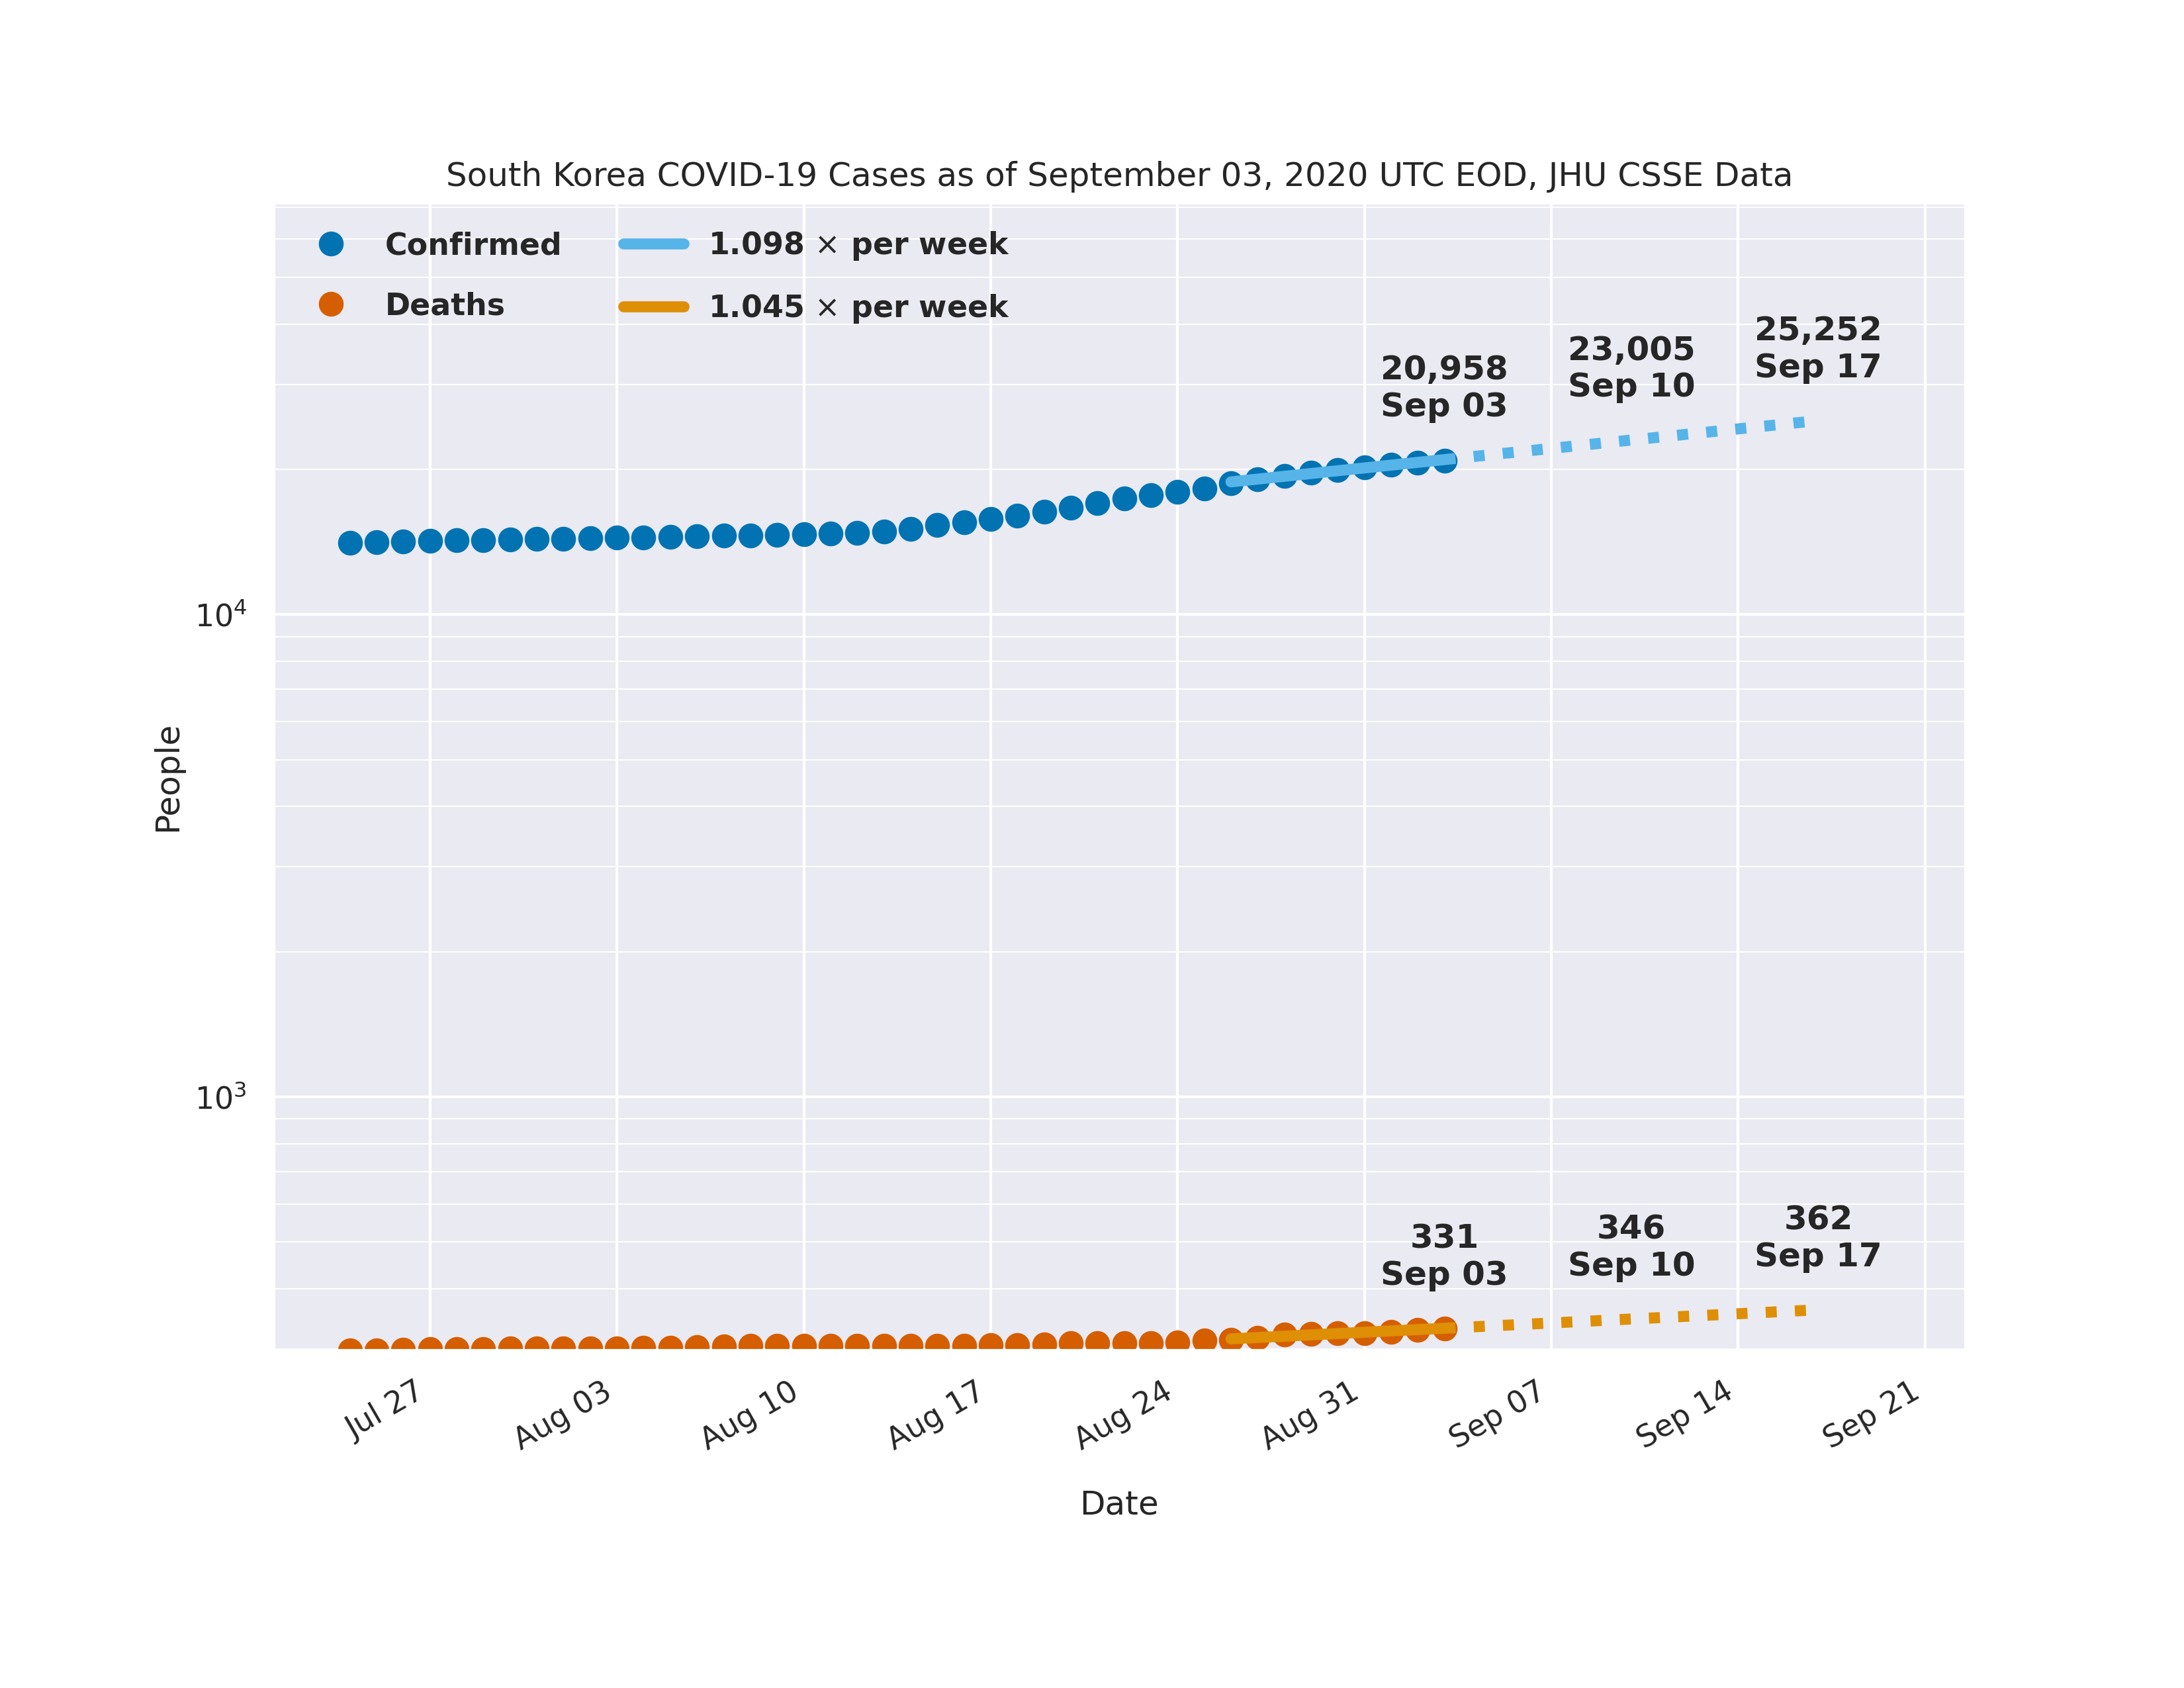 South Korea COVID-19 Cases as of September 03, 2020 UTC EOD, JHU CSSE Data
Confirmed
Deaths
1.098 × per week
1.045 × per week
20,958
Sep 03
23,005
Sep 10
25,252
Sep 17
10⁴
10³
People
331
Sep 03
346
Sep 10
362
Sep 17
Jul 27
Aug 03
Aug 10
Aug 17
Aug 24
Aug 31
Sep 07
Sep 14
Sep 21
Date